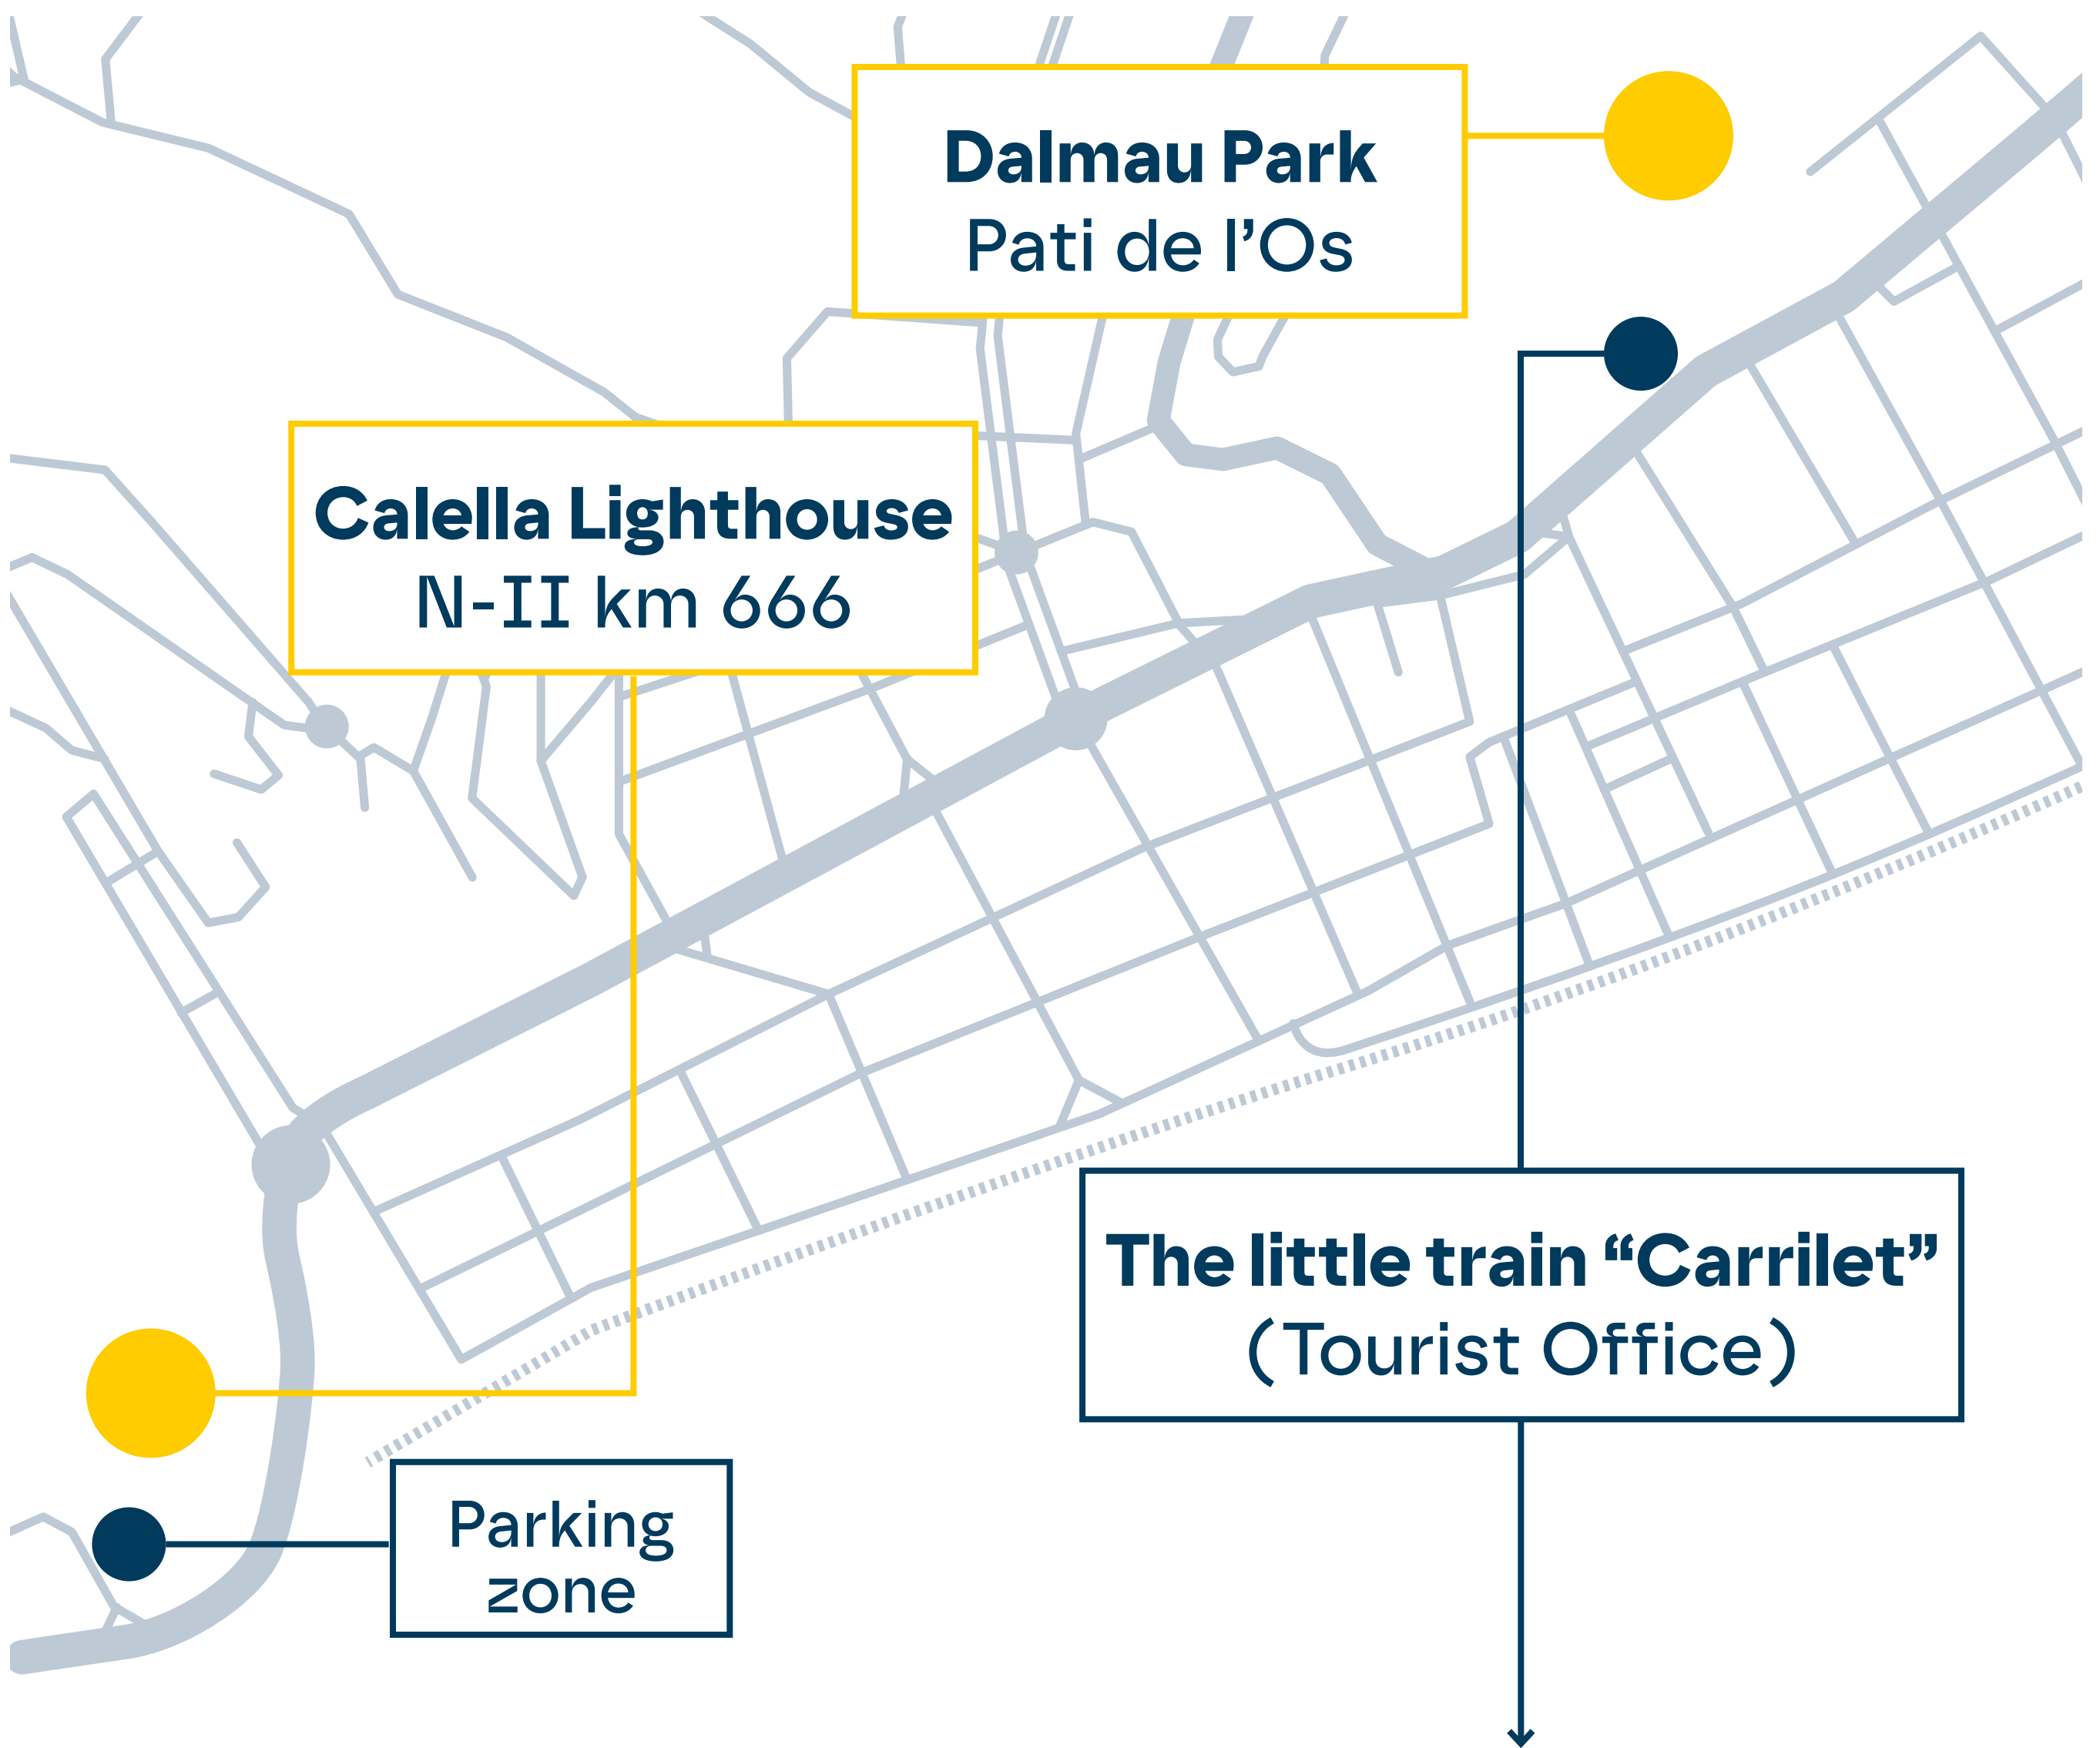 Dalmau Park
Pati de l’Os
Calella Lighthouse
N-II km 666
The little train “Carrilet”
(Tourist Office)
Parking
zone